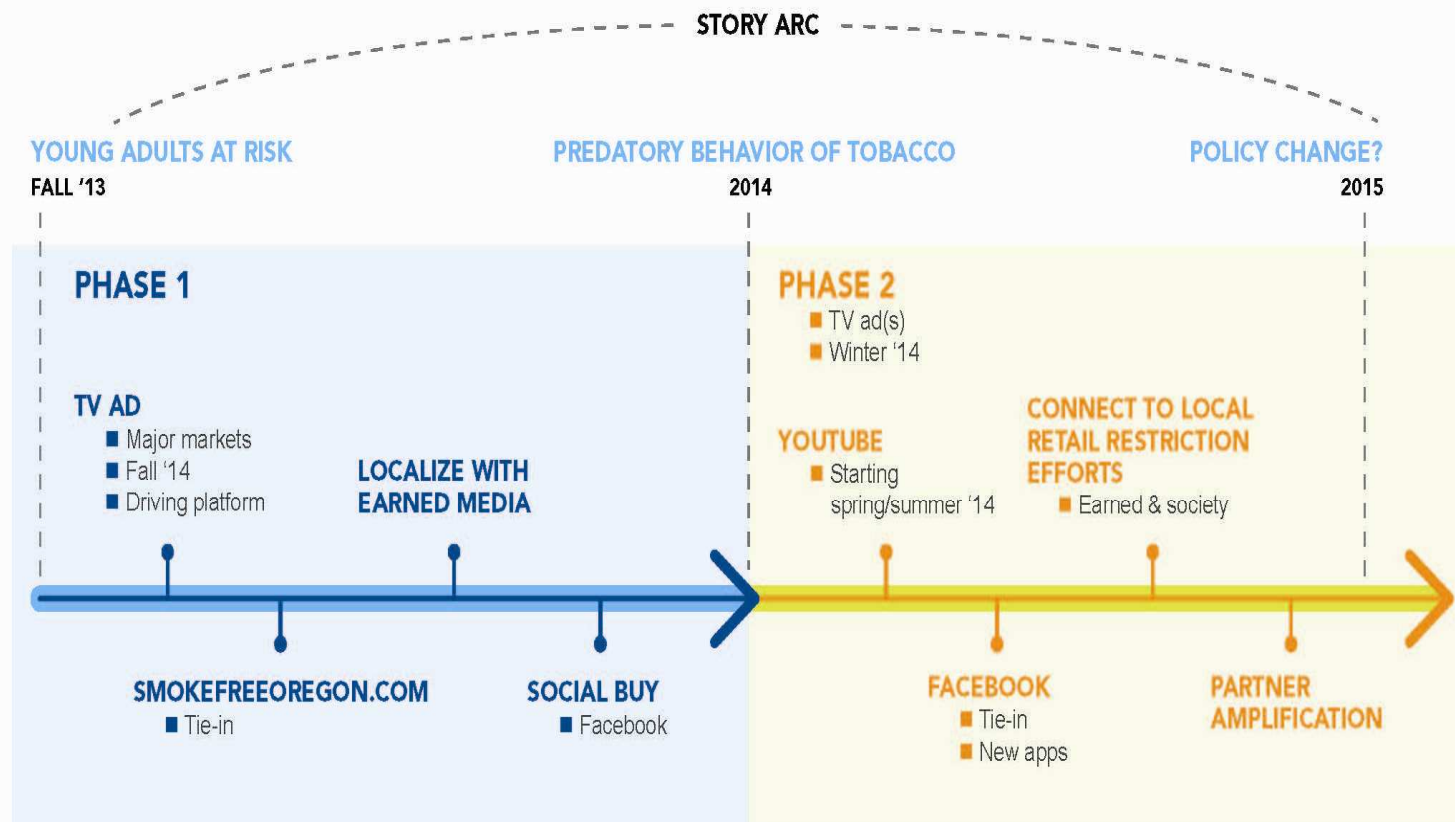 STORY ARC
YOUNG ADULTS AT RISK
FALL ‘13
PREDATORY BEHAVIOR OF TOBACCO
2014
POLICY CHANGE?
2015
PHASE 1
TV AD
■ Major markets
■ Fall ‘14
■ Driving platform
LOCALIZE WITH
EARNED MEDIA
SMOKEFREEOREGON.COM
■ Tie-in
SOCIAL BUY
■ Facebook
PHASE 2
■ TV ad(s)
■ Winter ‘14
YOUTUBE
■ Starting
spring/summer ‘14
CONNECT TO LOCAL
RETAIL RESTRICTION
EFFORTS
■ Earned & society
FACEBOOK
■ Tie-in
■ New apps
PARTNER
AMPLIFICATION